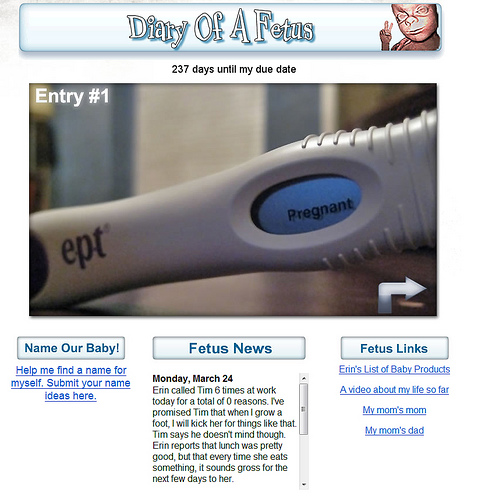 Diary Of A Fetus
237 days until my due date
Entry #1
ept
Pregnant
Name Our Baby!
Help me find a name for
myself. Submit your name
ideas here.
Fetus News
Monday, March 24
Erin called Tim 6 times at work
today for a total of 0 reasons. I've
promised Tim that when I grow a
foot, I will kick her for things like that.
Tim says he doesn't mind though.
Erin reports that lunch was pretty
good, but that every time she eats
something, it sounds gross for the
next few days to her.
Fetus Links
Erin's List of Baby Products
A video about my life so far
My mom's mom
My mom's dad